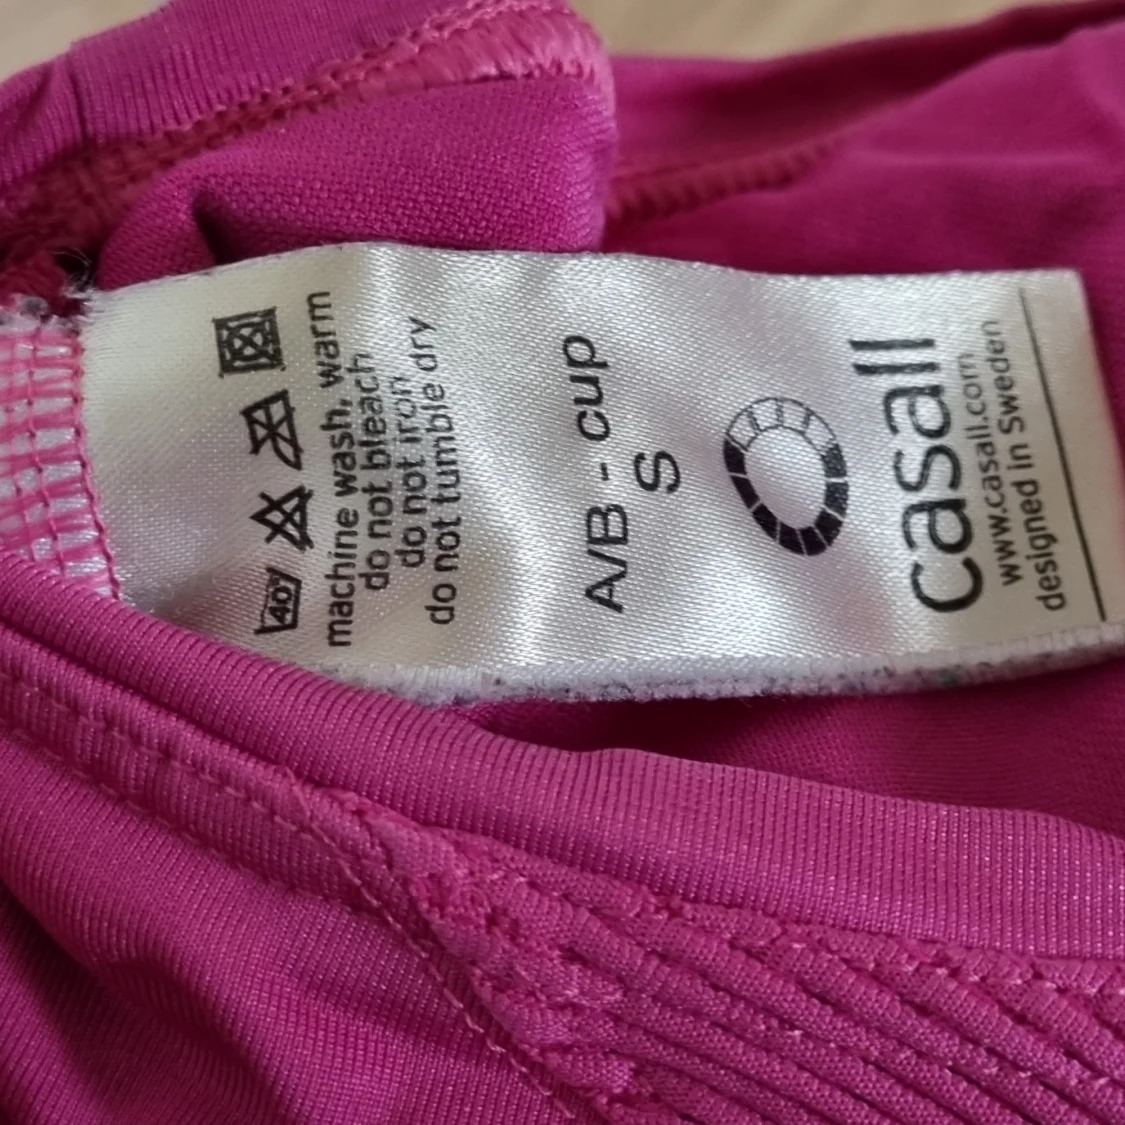 40
machine wash, warm
do not bleach
do not iron
do not tumble dry
A/B - cup
S
casall
www.casall.com
designed in Sweden